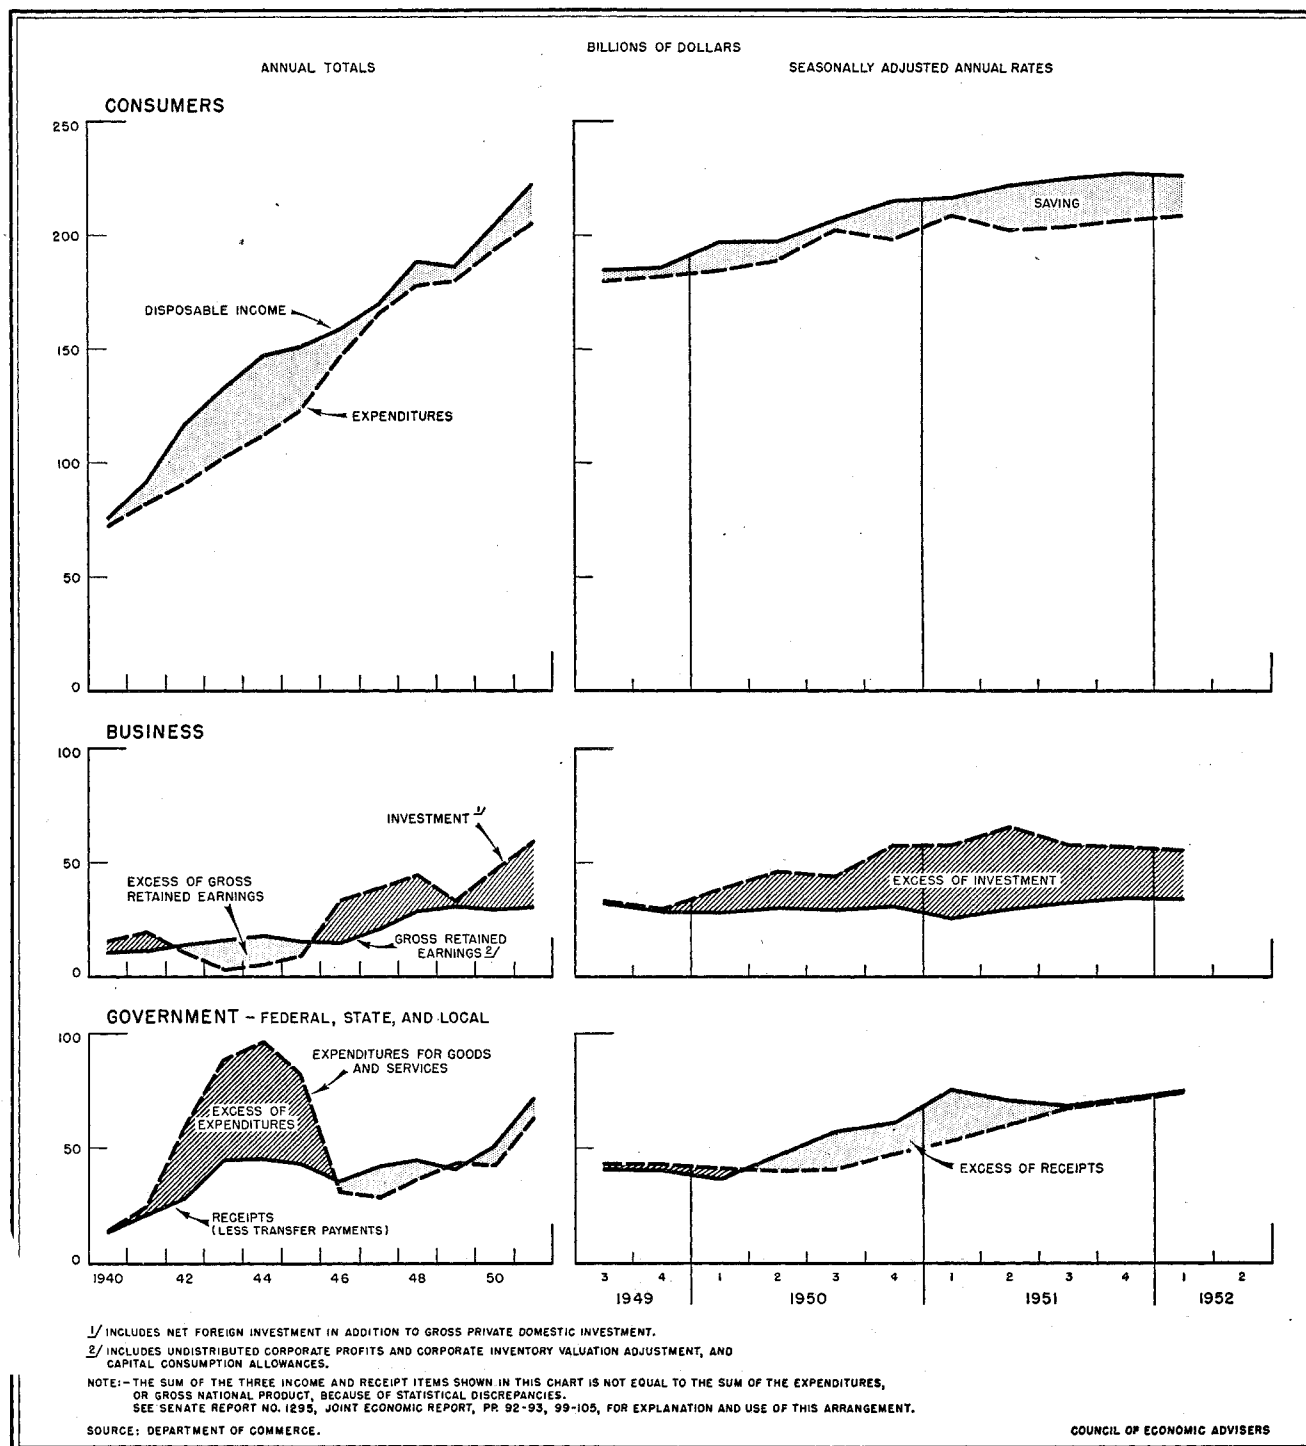 BILLIONS OF DOLLARS
ANNUAL TOTALS
SEASONALLY ADJUSTED ANNUAL RATES
CONSUMERS
250
200
150
100
50
0
DISPOSABLE INCOME
EXPENDITURES
SAVING
BUSINESS
100
50
0
INVESTMENT 1/
EXCESS OF GROSS
RETAINED EARNINGS
GROSS RETAINED
EARNINGS 2/
EXCESS OF INVESTMENT
GOVERNMENT – FEDERAL, STATE, AND LOCAL
100
50
0
EXPENDITURES FOR GOODS
AND SERVICES
EXCESS OF
EXPENDITURES
RECEIPTS
(LESS TRANSFER PAYMENTS)
EXCESS OF RECEIPTS
1940 42 44 46 48 50
3 4 1 2 3 4 1 2 3 4 1 2
1949 1950 1951 1952
1/ INCLUDES NET FOREIGN INVESTMENT IN ADDITION TO GROSS PRIVATE DOMESTIC INVESTMENT.
2/ INCLUDES UNDISTRIBUTED CORPORATE PROFITS AND CORPORATE INVENTORY VALUATION ADJUSTMENT, AND
CAPITAL CONSUMPTION ALLOWANCES.
NOTE:– THE SUM OF THE THREE INCOME AND RECEIPT ITEMS SHOWN IN THIS CHART IS NOT EQUAL TO THE SUM OF THE EXPENDITURES,
OR GROSS NATIONAL PRODUCT, BECAUSE OF STATISTICAL DISCREPANCIES.
SEE SENATE REPORT NO. 1295, JOINT ECONOMIC REPORT, PP. 92-93, 99-105, FOR EXPLANATION AND USE OF THIS ARRANGEMENT.
SOURCE: DEPARTMENT OF COMMERCE.
COUNCIL OF ECONOMIC ADVISERS